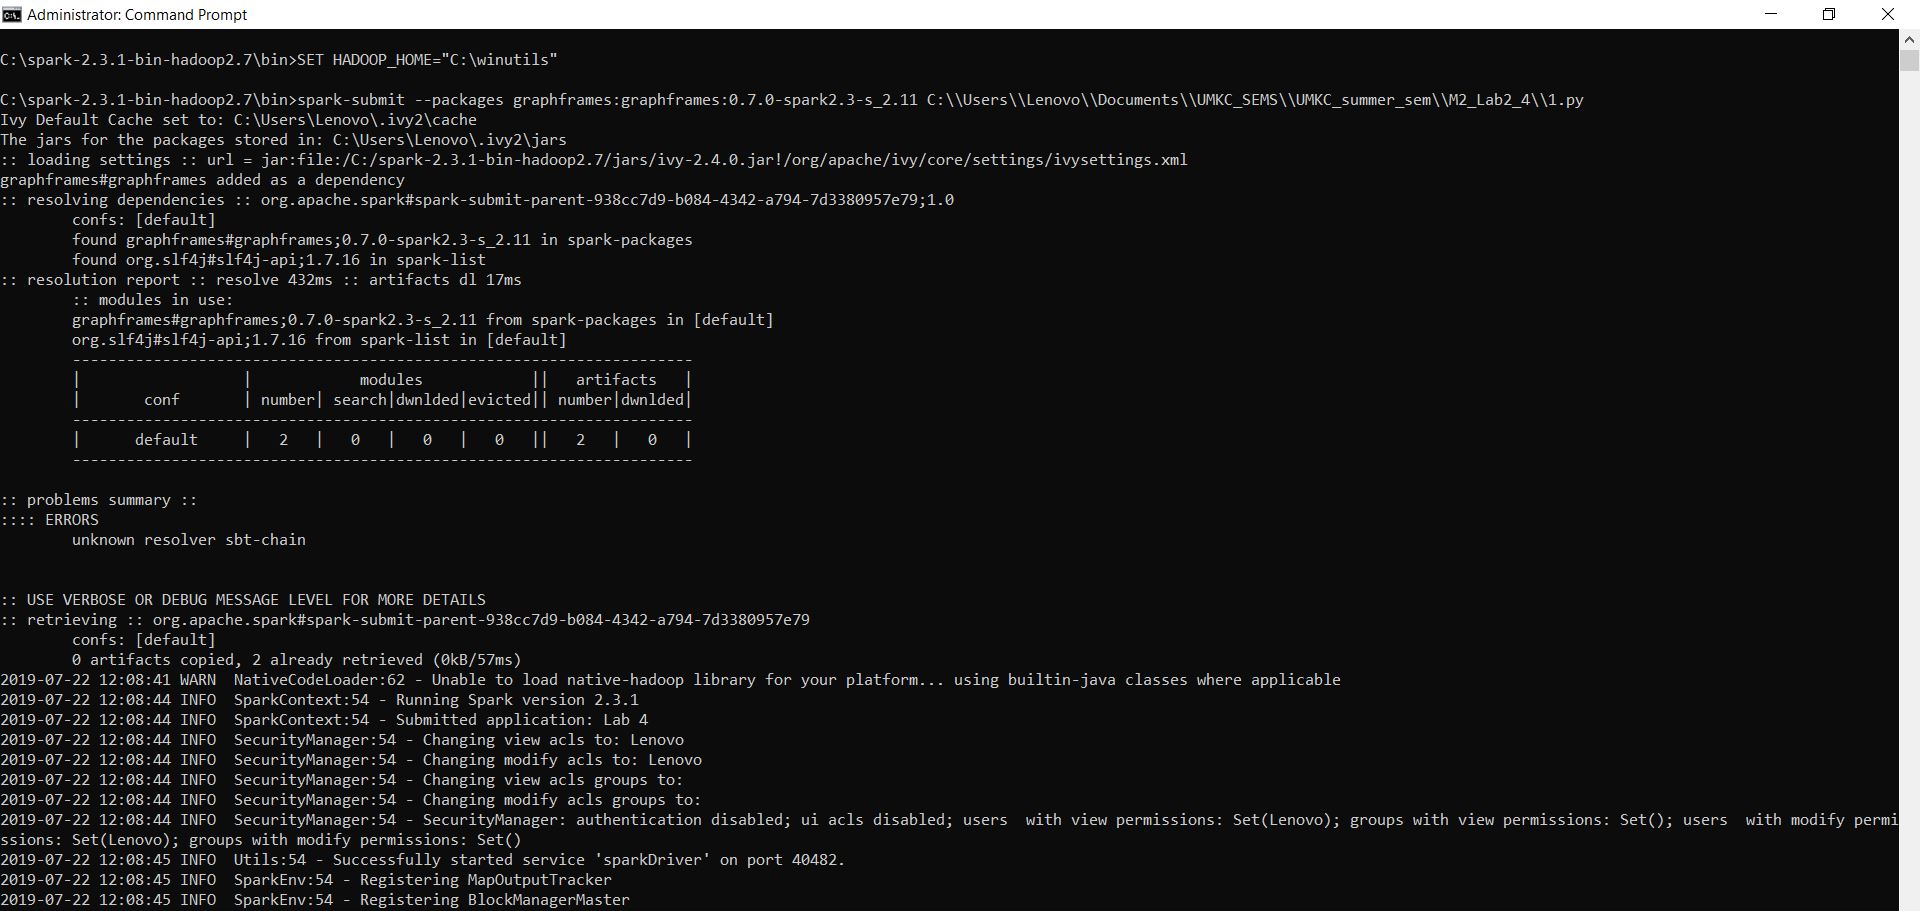 Administrator: Command Prompt
C:\spark-2.3.1-bin-hadoop2.7\bin>SET HADOOP_HOME="C:\winutils"
C:\spark-2.3.1-bin-hadoop2.7\bin>spark-submit --packages graphframes:graphframes:0.7.0-spark2.3-s_2.11 C:\\Users\\Lenovo\\Documents\\UMKC_SEMS\\UMKC_summer_sem\\M2_Lab2_4\\1.py
Ivy Default Cache set to: C:\Users\Lenovo\.ivy2\cache
The jars for the packages stored in: C:\Users\Lenovo\.ivy2\jars
:: loading settings :: url = jar:file:/C:/spark-2.3.1-bin-hadoop2.7/jars/ivy-2.4.0.jar!/org/apache/ivy/core/settings/ivysettings.xml
graphframes#graphframes added as a dependency
:: resolving dependencies :: org.apache.spark#spark-submit-parent-938cc7d9-b084-4342-a794-7d3380957e79;1.0
        confs: [default]
        found graphframes#graphframes;0.7.0-spark2.3-s_2.11 in spark-packages
        found org.slf4j#slf4j-api;1.7.16 in spark-list
:: resolution report :: resolve 432ms :: artifacts dl 17ms
        :: modules in use:
        graphframes#graphframes;0.7.0-spark2.3-s_2.11 from spark-packages in [default]
        org.slf4j#slf4j-api;1.7.16 from spark-list in [default]
        ---------------------------------------------------------------------
        |                  |            modules            ||   artifacts   |
        |       conf       | number| search|dwnlded|evicted|| number|dwnlded|
        ---------------------------------------------------------------------
        |      default     |   2   |   0   |   0   |   0   ||   2   |   0   |
        ---------------------------------------------------------------------
:: problems summary ::
:::: ERRORS
        unknown resolver sbt-chain
:: USE VERBOSE OR DEBUG MESSAGE LEVEL FOR MORE DETAILS
:: retrieving :: org.apache.spark#spark-submit-parent-938cc7d9-b084-4342-a794-7d3380957e79
        confs: [default]
        0 artifacts copied, 2 already retrieved (0kB/57ms)
2019-07-22 12:08:41 WARN  NativeCodeLoader:62 - Unable to load native-hadoop library for your platform... using builtin-java classes where applicable
2019-07-22 12:08:44 INFO  SparkContext:54 - Running Spark version 2.3.1
2019-07-22 12:08:44 INFO  SparkContext:54 - Submitted application: Lab 4
2019-07-22 12:08:44 INFO  SecurityManager:54 - Changing view acls to: Lenovo
2019-07-22 12:08:44 INFO  SecurityManager:54 - Changing modify acls to: Lenovo
2019-07-22 12:08:44 INFO  SecurityManager:54 - Changing view acls groups to:
2019-07-22 12:08:44 INFO  SecurityManager:54 - Changing modify acls groups to:
2019-07-22 12:08:44 INFO  SecurityManager:54 - SecurityManager: authentication disabled; ui acls disabled; users  with view permissions: Set(Lenovo); groups with view permissions: Set(); users  with modify permi
ssions: Set(Lenovo); groups with modify permissions: Set()
2019-07-22 12:08:45 INFO  Utils:54 - Successfully started service 'sparkDriver' on port 40482.
2019-07-22 12:08:45 INFO  SparkEnv:54 - Registering MapOutputTracker
2019-07-22 12:08:45 INFO  SparkEnv:54 - Registering BlockManagerMaster